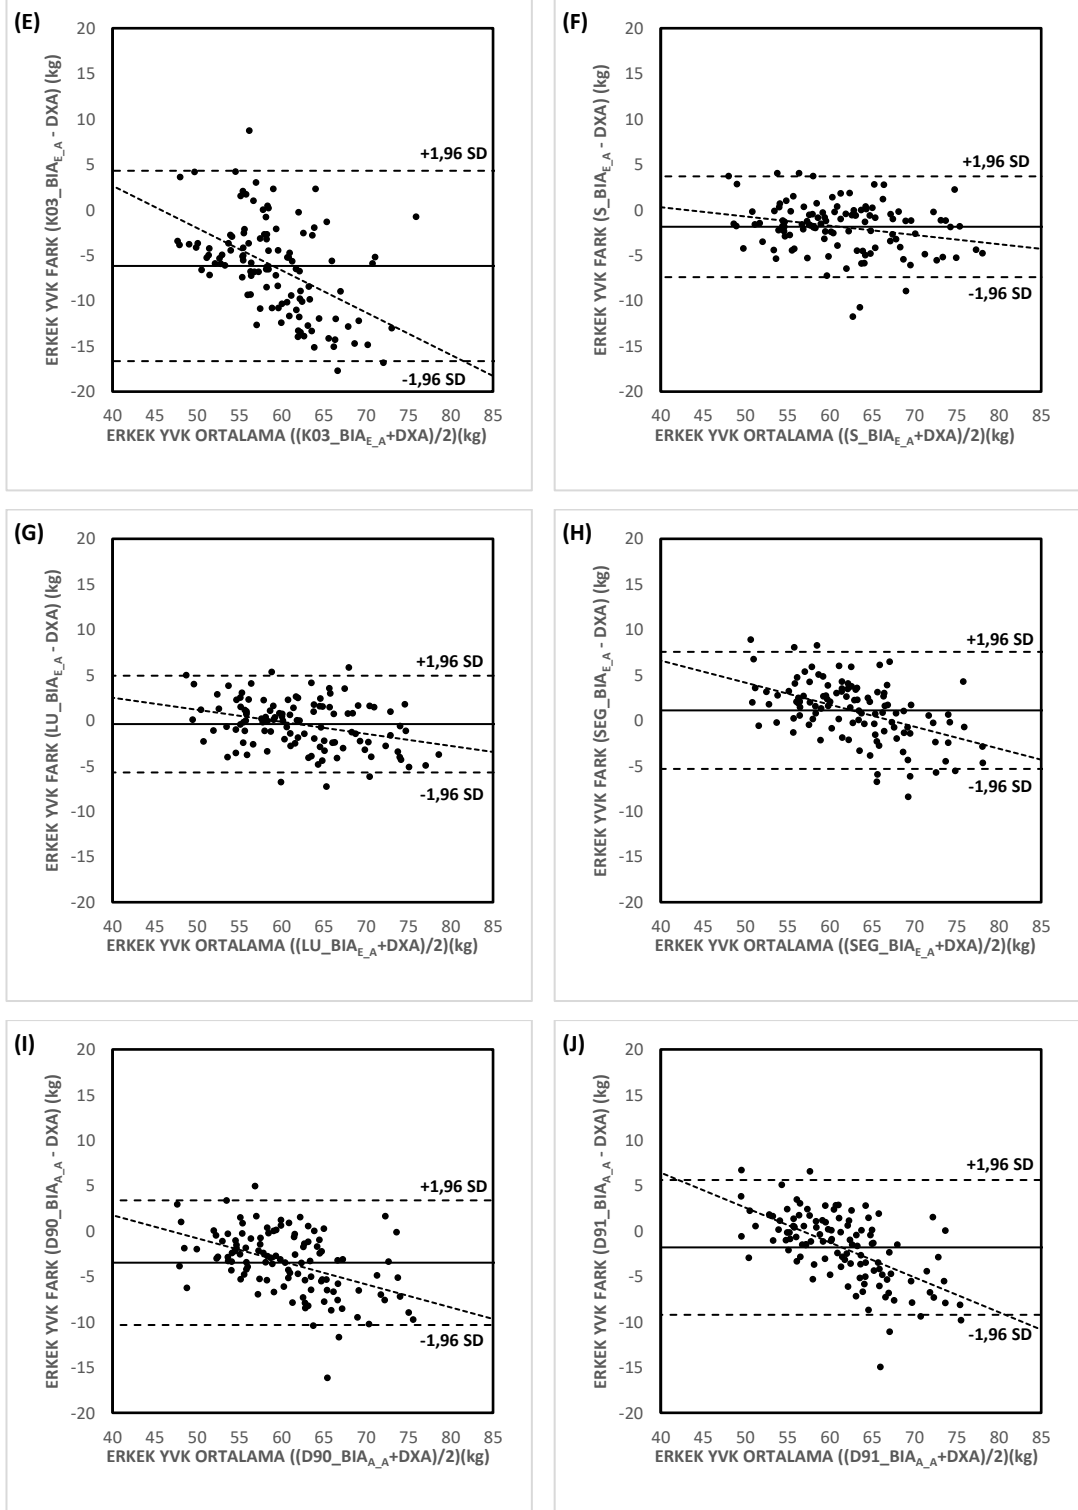 (E)
ERKEK YVK FARK (K03_BIAE_A - DXA) (kg)
20
15
10
5
0
-5
-10
-15
-20
+1,96 SD
-1,96 SD
40 45 50 55 60 65 70 75 80 85
ERKEK YVK ORTALAMA ((K03_BIAE_A+DXA)/2)(kg)
(F)
ERKEK YVK FARK (S_BIAE_A - DXA) (kg)
20
15
10
5
0
-5
-10
-15
-20
+1,96 SD
-1,96 SD
40 45 50 55 60 65 70 75 80 85
ERKEK YVK ORTALAMA ((S_BIAE_A+DXA)/2)(kg)
(G)
ERKEK YVK FARK (LU_BIAE_A - DXA) (kg)
20
15
10
5
0
-5
-10
-15
-20
+1,96 SD
-1,96 SD
40 45 50 55 60 65 70 75 80 85
ERKEK YVK ORTALAMA ((LU_BIAE_A+DXA)/2)(kg)
(H)
ERKEK YVK FARK (SEG_BIAE_A - DXA) (kg)
20
15
10
5
0
-5
-10
-15
-20
+1,96 SD
-1,96 SD
40 45 50 55 60 65 70 75 80 85
ERKEK YVK ORTALAMA ((SEG_BIAE_A+DXA)/2)(kg)
(I)
ERKEK YVK FARK (D90_BIAA_A - DXA) (kg)
20
15
10
5
0
-5
-10
-15
-20
+1,96 SD
-1,96 SD
40 45 50 55 60 65 70 75 80 85
ERKEK YVK ORTALAMA ((D90_BIAA_A+DXA)/2)(kg)
(J)
ERKEK YVK FARK (D91_BIAA_A - DXA) (kg)
20
15
10
5
0
-5
-10
-15
-20
+1,96 SD
-1,96 SD
40 45 50 55 60 65 70 75 80 85
ERKEK YVK ORTALAMA ((D91_BIAA_A+DXA)/2)(kg)